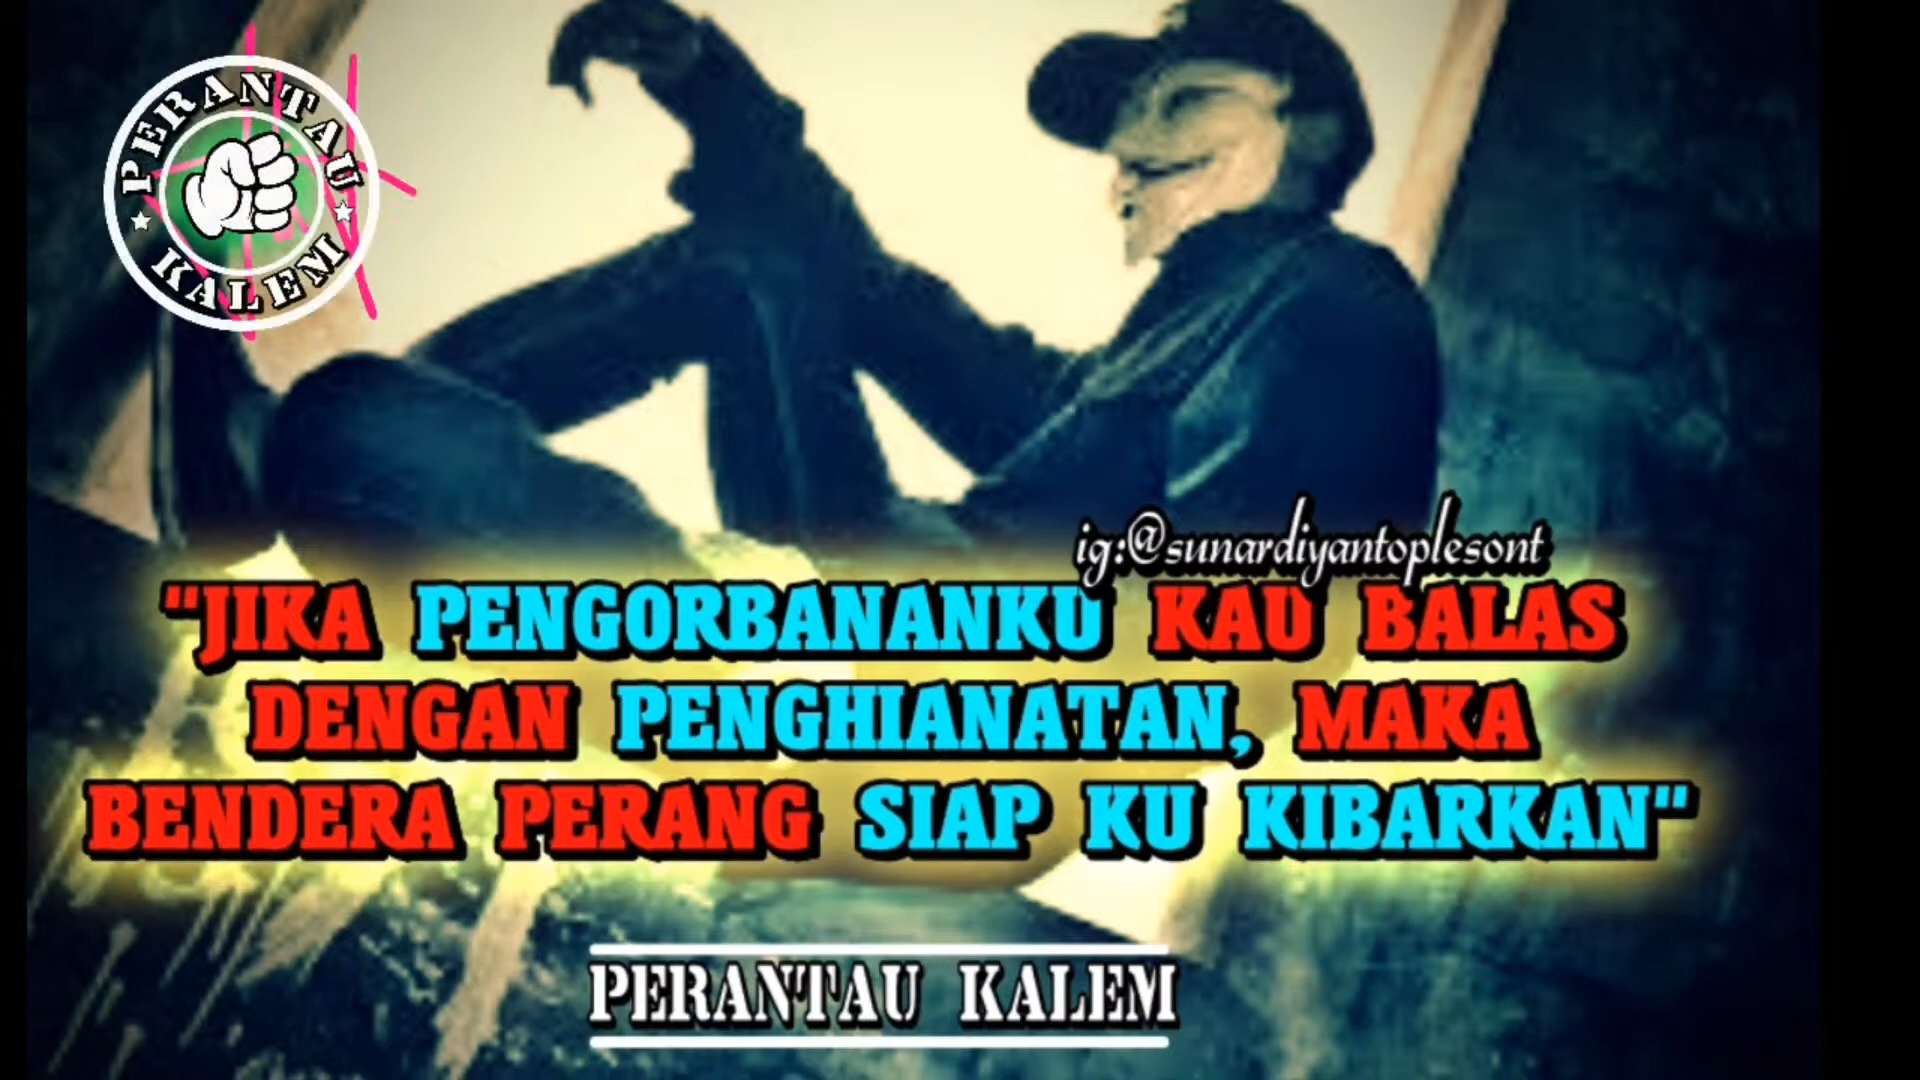 PERANTAU
KALEM
ig:@sunardiyantoplesont
"JIKA PENGORBANANKU KAU BALAS
DENGAN PENGHIANATAN, MAKA
BENDERA PERANG SIAP KU KIBARKAN"
PERANTAU KALEM